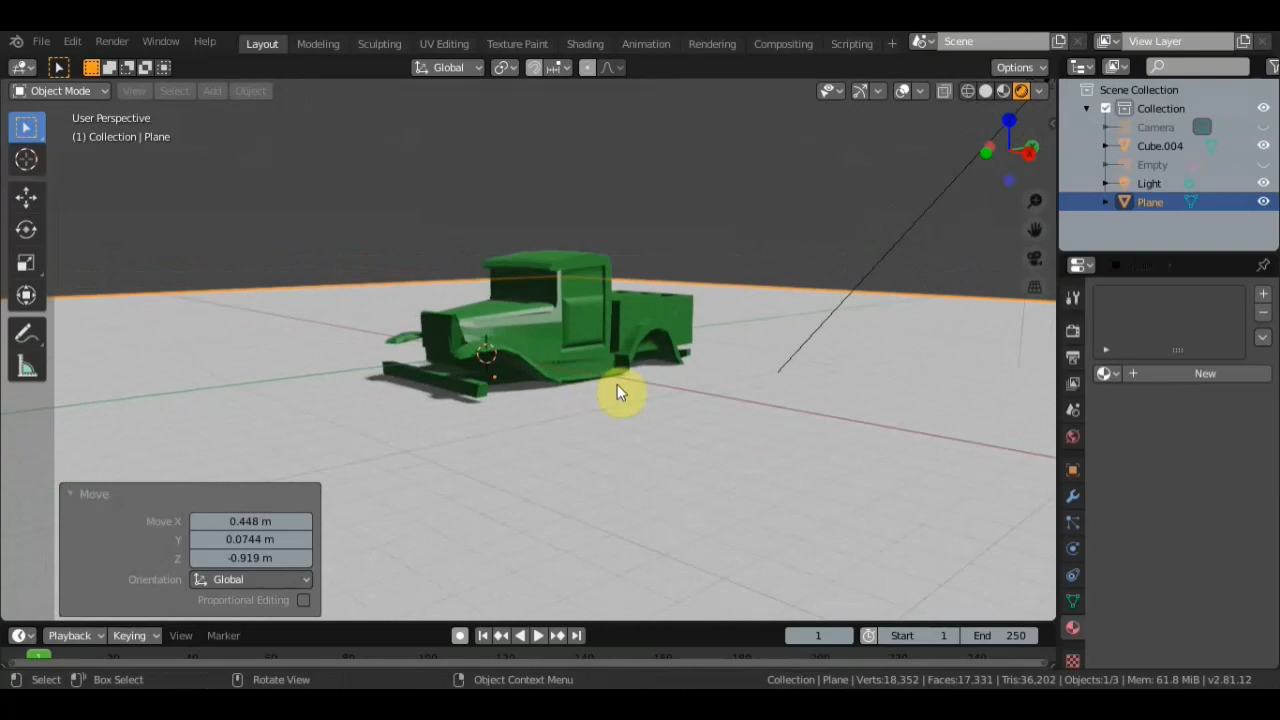 File Edit Render Window Help Layout Modeling Sculpting UV Editing Texture Paint Shading Animation Rendering Compositing Scripting + Scene View Layer
Global Options
Object Mode View Select Add Object
User Perspective
(1) Collection | Plane
Scene Collection
Collection
Camera
Cube.004
Empty
Light
Plane
New
Move
Move X 0.448 m
Y 0.0744 m
Z -0.919 m
Orientation Global
Proportional Editing
Playback Keying View Marker 1 Start 1 End 250
1
Select Box Select Rotate View Object Context Menu Collection | Plane | Verts:18,352 | Faces:17,331 | Tris:36,202 | Objects:1/3 | Mem: 61.8 MiB | v2.81.12